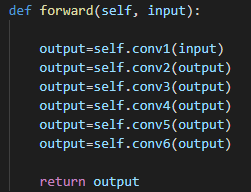 def forward(self, input):
output=self.conv1(input)
output=self.conv2(output)
output=self.conv3(output)
output=self.conv4(output)
output=self.conv5(output)
output=self.conv6(output)
return output